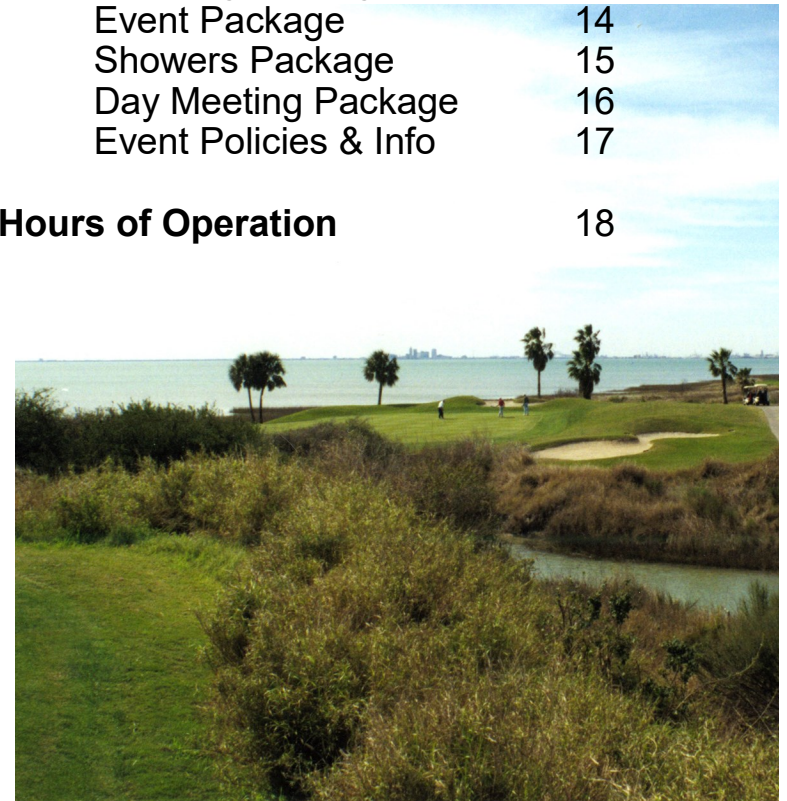 Event Package 14
Showers Package 15
Day Meeting Package 16
Event Policies & Info 17
Hours of Operation 18